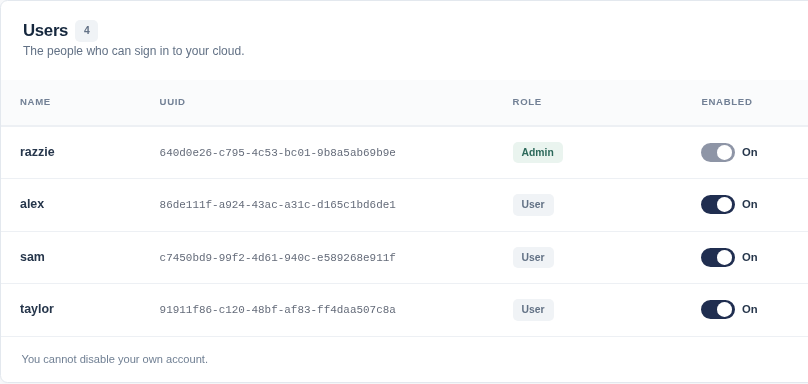 Users 4
The people who can sign in to your cloud.
NAME UUID ROLE ENABLED
razzie 640d0e26-c795-4c53-bc01-9b8a5ab69b9e Admin On
alex 86de111f-a924-43ac-a31c-d165c1bd6de1 User On
sam c7450bd9-99f2-4d61-940c-e589268e911f User On
taylor 91911f86-c120-48bf-af83-ff4daa507c8a User On
You cannot disable your own account.